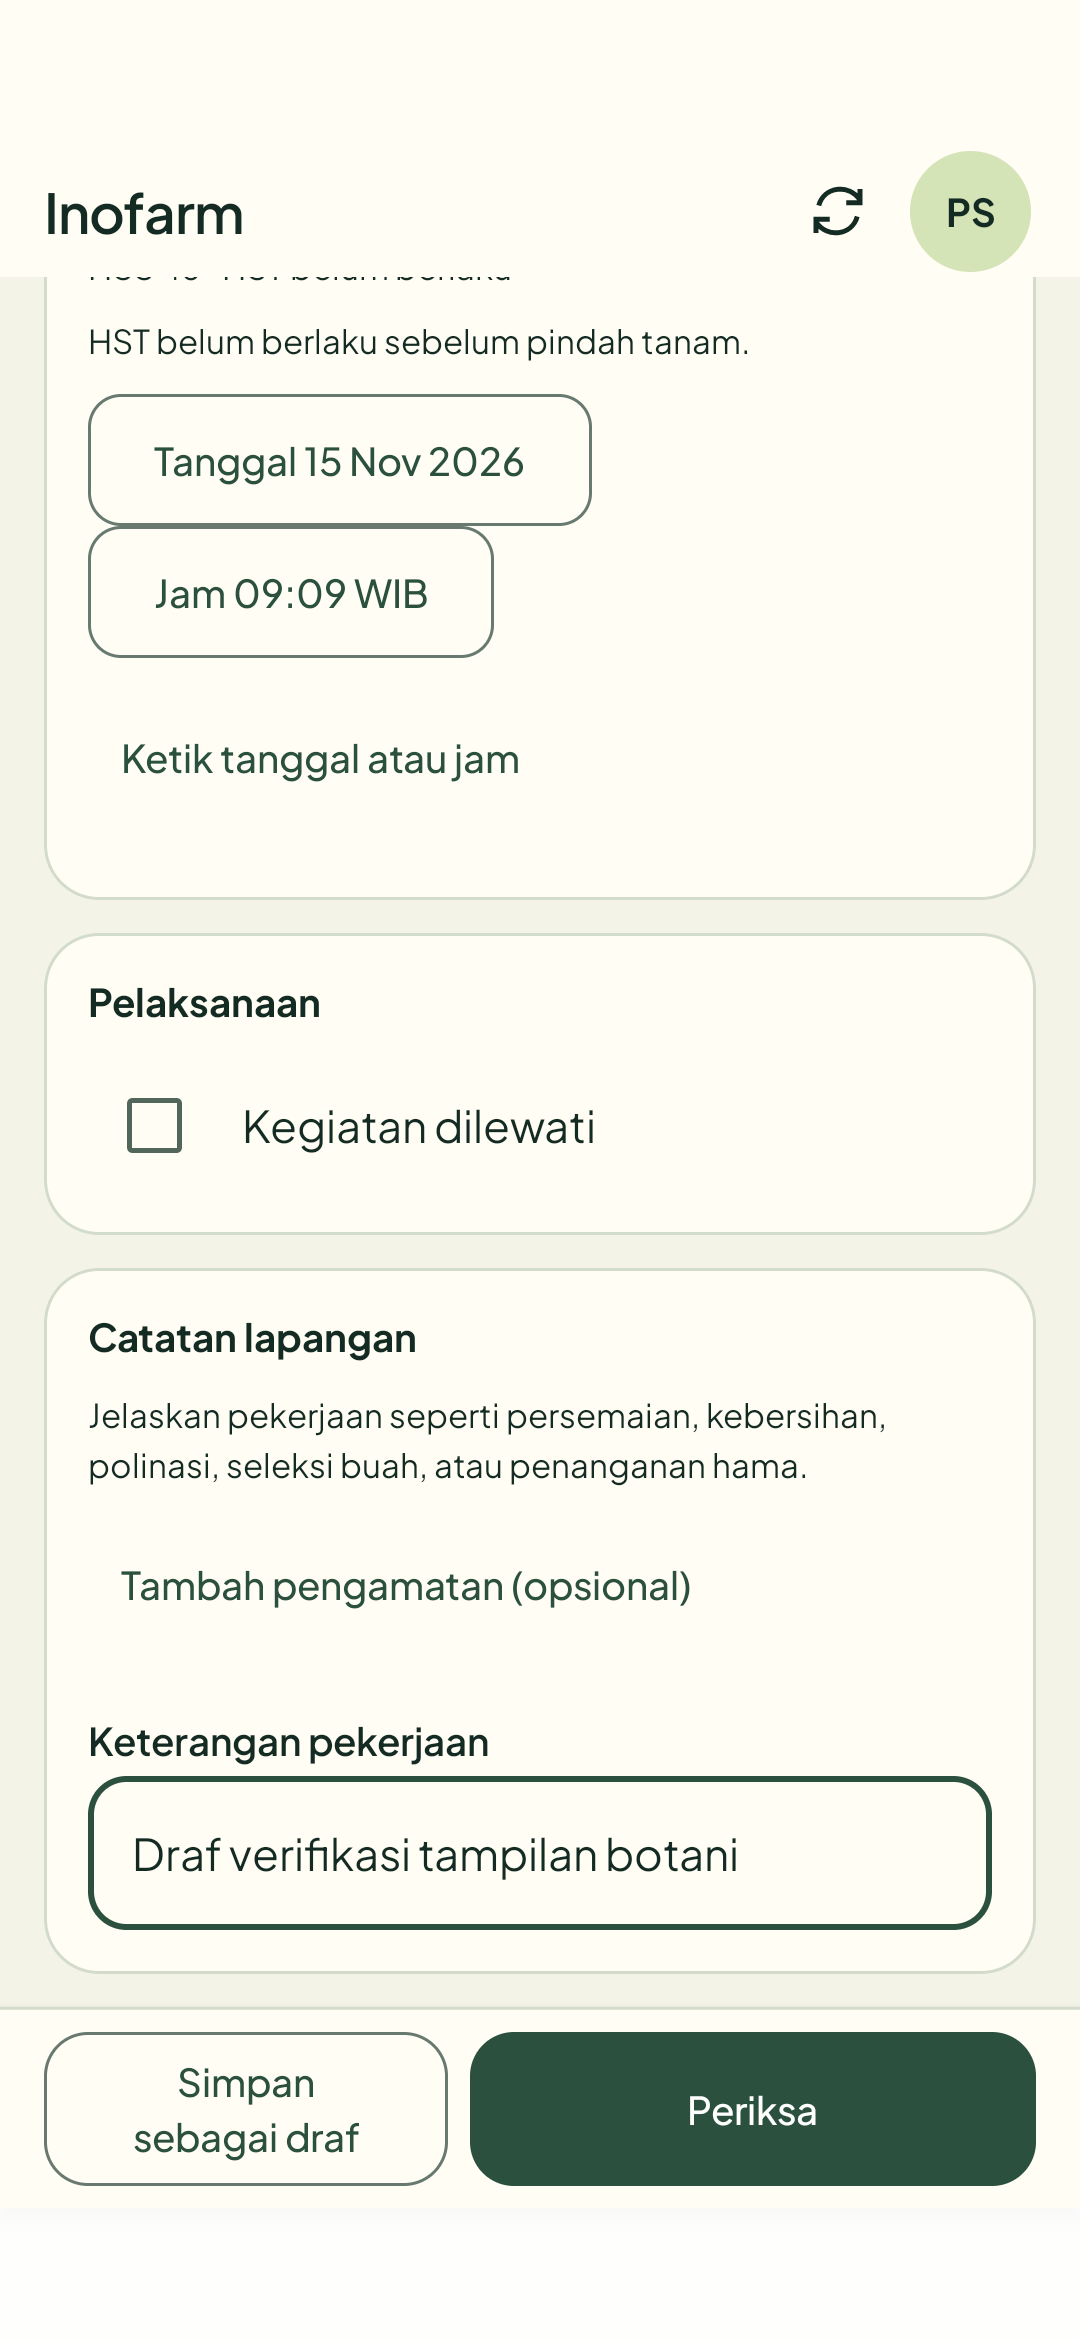 Inofarm
PS
HST belum berlaku sebelum pindah tanam.
Tanggal 15 Nov 2026
Jam 09:09 WIB
Ketik tanggal atau jam
Pelaksanaan
Kegiatan dilewati
Catatan lapangan
Jelaskan pekerjaan seperti persemaian, kebersihan,
polinasi, seleksi buah, atau penanganan hama.
Tambah pengamatan (opsional)
Keterangan pekerjaan
Draf verifikasi tampilan botani
Simpan
sebagai draf
Periksa